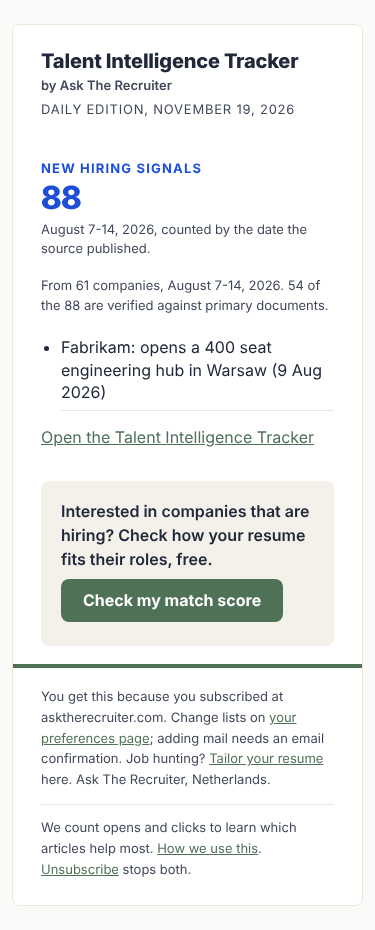 Talent Intelligence Tracker
by Ask The Recruiter
DAILY EDITION, NOVEMBER 19, 2026
NEW HIRING SIGNALS
88
August 7-14, 2026, counted by the date the
source published.
From 61 companies, August 7-14, 2026. 54 of
the 88 are verified against primary documents.
• Fabrikam: opens a 400 seat
engineering hub in Warsaw (9 Aug
2026)
Open the Talent Intelligence Tracker
Interested in companies that are
hiring? Check how your resume
fits their roles, free.
Check my match score
You get this because you subscribed at
asktherecruiter.com. Change lists on your
preferences page; adding mail needs an email
confirmation. Job hunting? Tailor your resume
here. Ask The Recruiter, Netherlands.
We count opens and clicks to learn which
articles help most. How we use this.
Unsubscribe stops both.